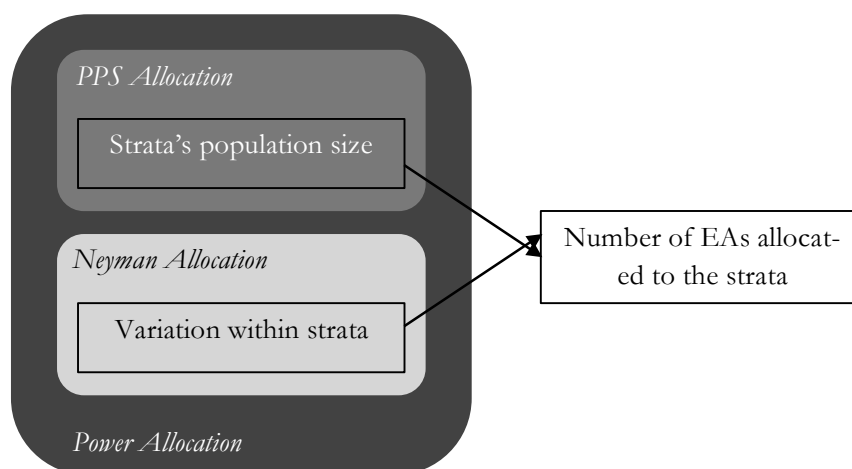 PPS Allocation
Strata's population size
Neyman Allocation
Variation within strata
Power Allocation
Number of EAs allocat-
ed to the strata